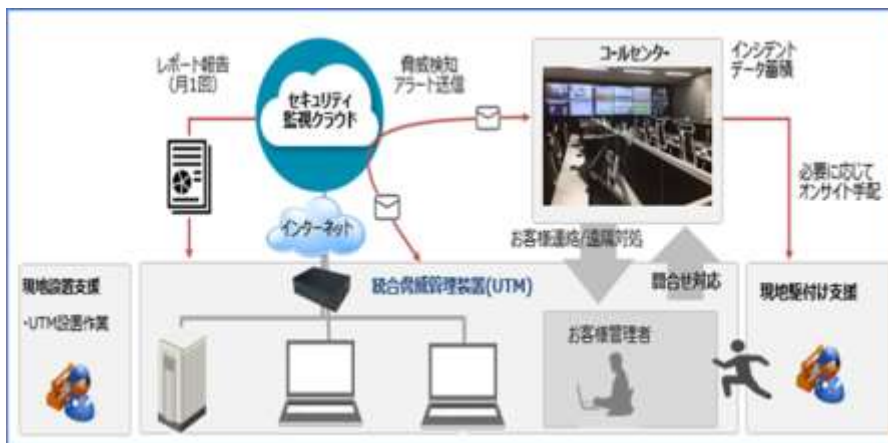 レポート報告
(月1回)
セキュリティ
監視クラウド
脅威検知
アラート送信
コールセンター
インシデント
データ蓄積
必要に応じて
オンサイト手配
インターネット
お客様連絡/遠隔対処
問合せ対応
現地設置支援
・UTM設置作業
統合脅威管理装置(UTM)
お客様管理者
現地駆付け支援